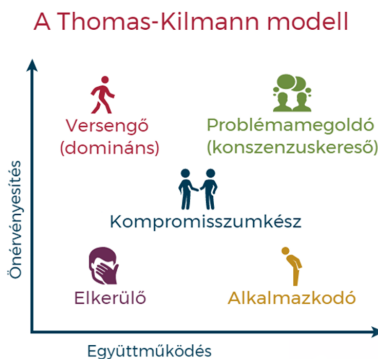 A Thomas-Kilmann modell
Versengő
(domináns)
Problémamegoldó
(konszenzuskereső)
Kompromisszumkész
Elkerülő
Alkalmazkodó
Önérvényesítés
Együttműködés